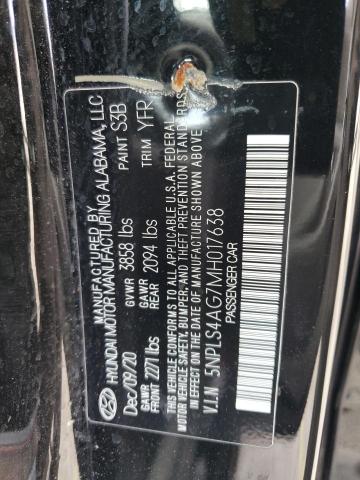 MANUFACTURED BY
HYUNDAI MOTOR MANUFACTURING ALABAMA, LLC
Dec/09/20 GVWR 3858 lbs PAINT S3B
GAWR FRONT 2271 lbs GAWR REAR 2094 lbs TRIM YFR
THIS VEHICLE CONFORMS TO ALL APPLICABLE U.S.A. FEDERAL
MOTOR VEHICLE SAFETY, BUMPER, AND THEFT PREVENTION STANDARDS
IN EFFECT ON THE DATE OF MANUFACTURE SHOWN ABOVE
V.I.N 5NPLS4AG7MH017638
PASSENGER CAR